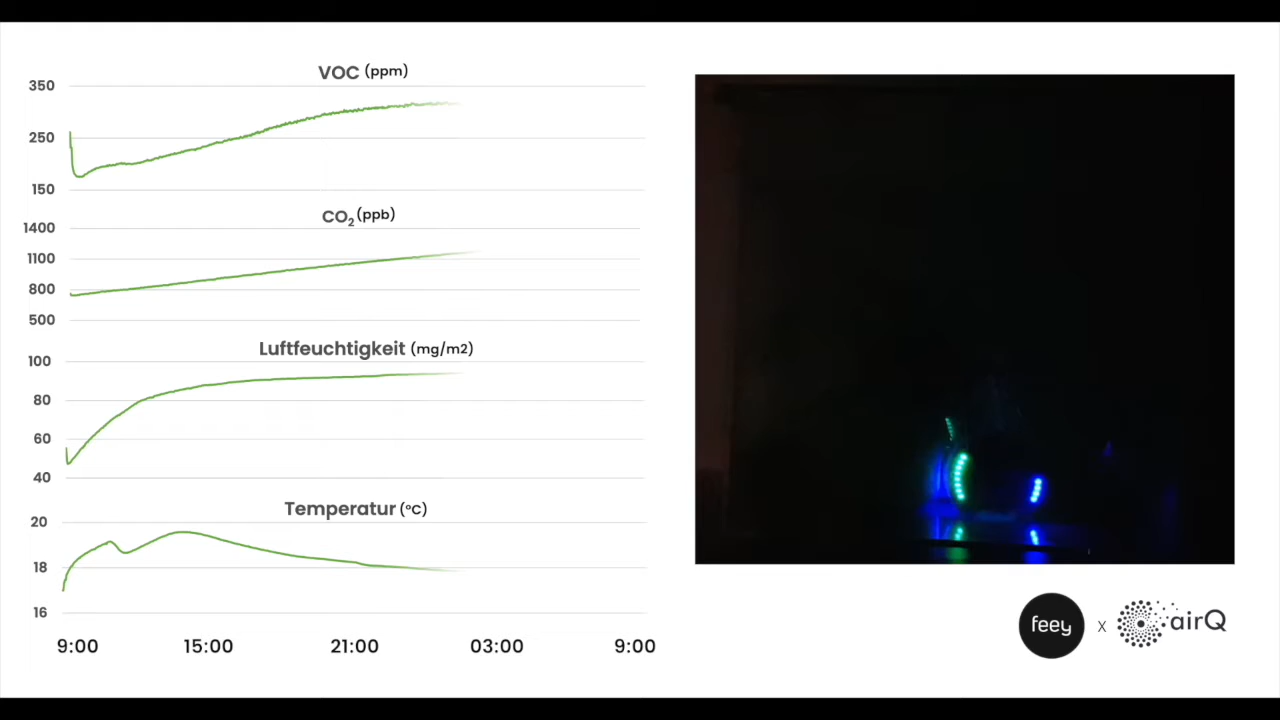 VOC (ppm)
350
250
150
CO₂ (ppb)
1400
1100
800
500
Luftfeuchtigkeit (mg/m2)
100
80
60
40
Temperatur (°C)
20
18
16
9:00 15:00 21:00 03:00 9:00
feey x airQ